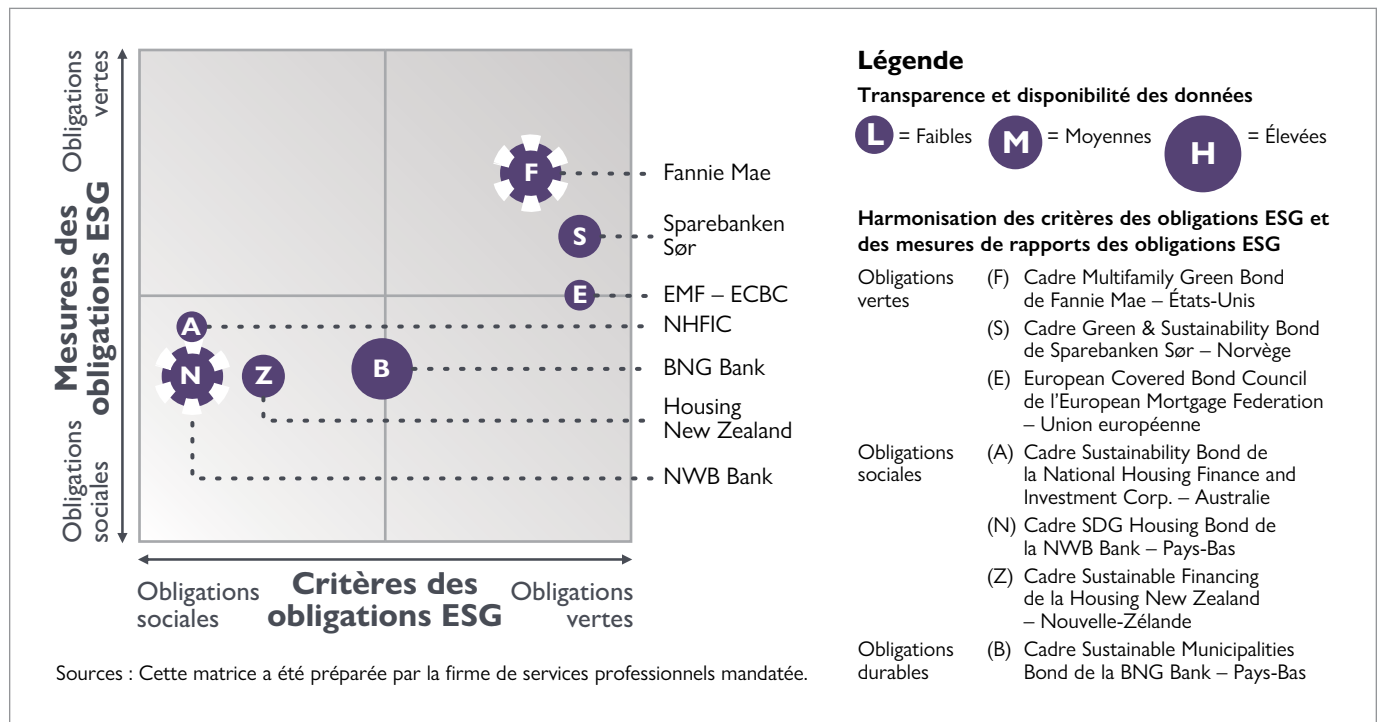 Mesures des
obligations ESG
Obligations
vertes
Obligations
sociales
F
S
E
A
N
Z
B
Fannie Mae
Sparebanken
Sør
EMF – ECBC
NHFIC
BNG Bank
Housing
New Zealand
NWB Bank
Obligations
sociales
Critères des
obligations ESG
Obligations
vertes
Sources : Cette matrice a été préparée par la firme de services professionnels mandatée.
Légende
Transparence et disponibilité des données
L = Faibles M = Moyennes H = Élevées
Harmonisation des critères des obligations ESG et
des mesures de rapports des obligations ESG
Obligations
vertes
(F) Cadre Multifamily Green Bond
de Fannie Mae – États-Unis
(S) Cadre Green & Sustainability Bond
de Sparebanken Sør – Norvège
(E) European Covered Bond Council
de l’European Mortgage Federation
– Union européenne
Obligations
sociales
(A) Cadre Sustainability Bond de
la National Housing Finance and
Investment Corp. – Australie
(N) Cadre SDG Housing Bond de
la NWB Bank – Pays-Bas
(Z) Cadre Sustainable Financing
de la Housing New Zealand
– Nouvelle-Zélande
Obligations
durables
(B) Cadre Sustainable Municipalities
Bond de la BNG Bank – Pays-Bas